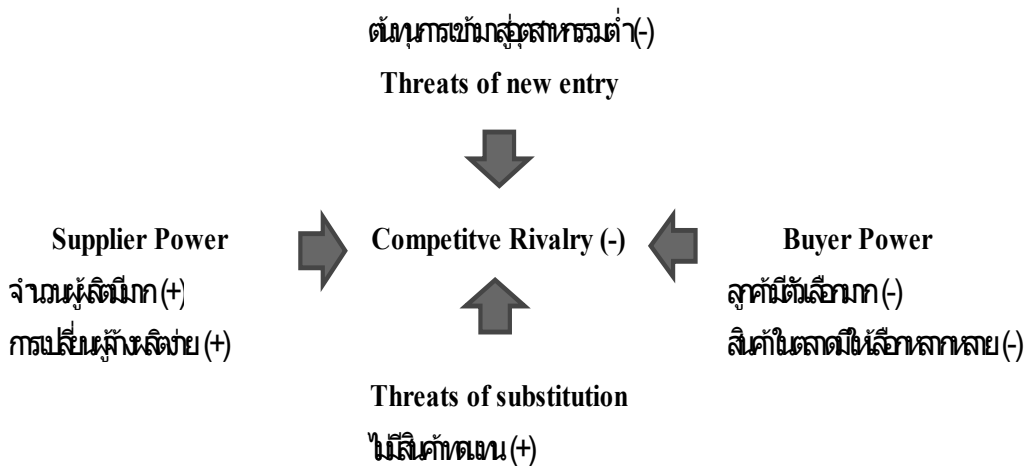 ต้นทุนการเข้ามาสู่อุตสาหกรรมต่ำ (-)
Threats of new entry
Supplier Power
จำนวนผู้ผลิตมีมาก (+)
การเปลี่ยนผู้จ้างผลิตง่าย (+)
Competitve Rivalry (-)
Buyer Power
ลูกค้ามีตัวเลือกมาก (-)
สินค้าในตลาดมีให้เลือกหลากหลาย (-)
Threats of substitution
ไม่มีสินค้าทดแทน (+)